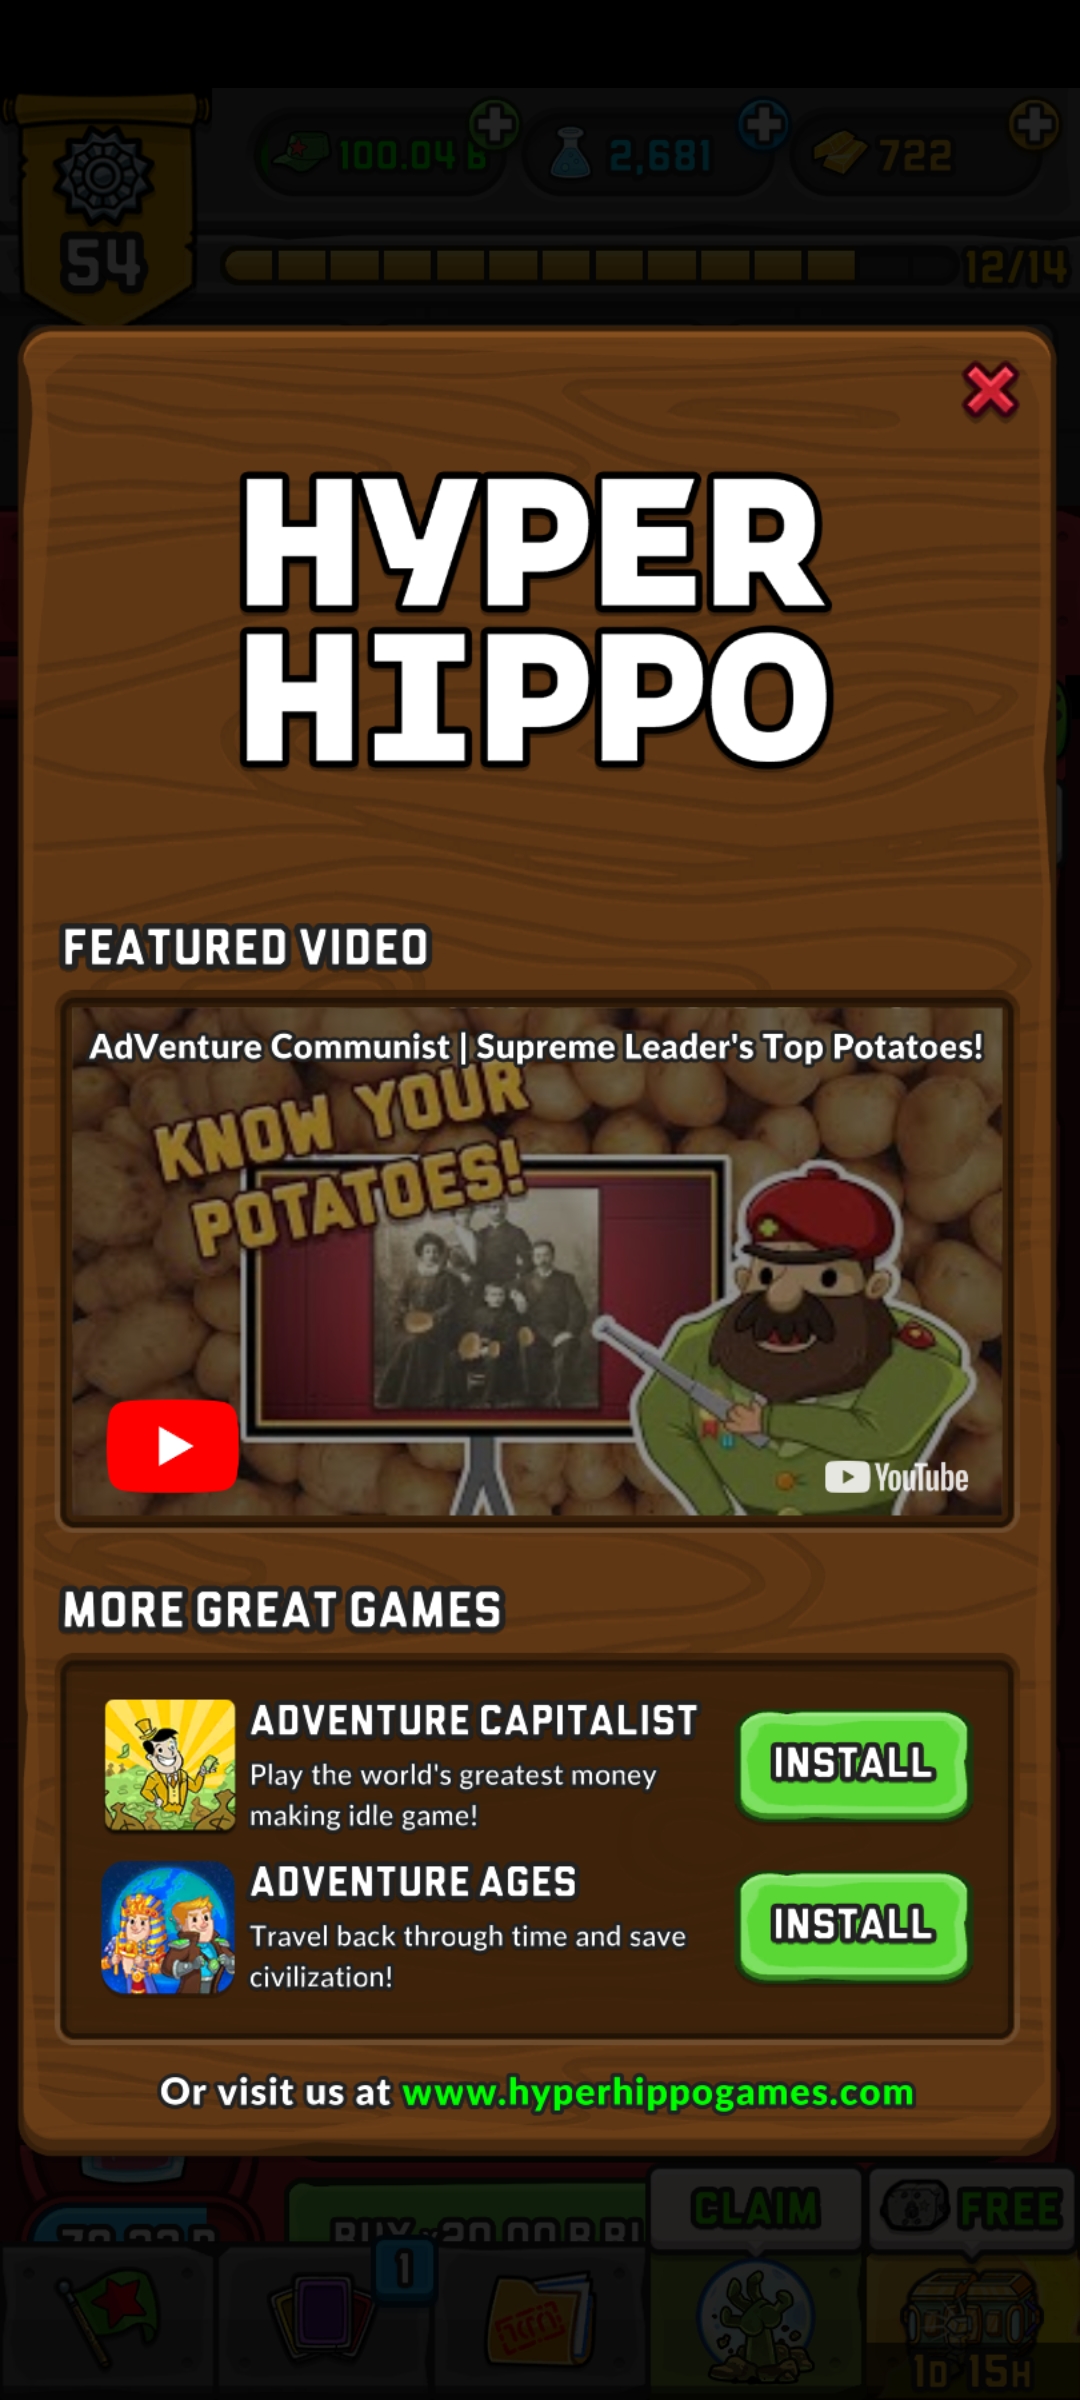 100.04 B
2,681
722
54
12/14
HYPER
HIPPO
FEATURED VIDEO
AdVenture Communist | Supreme Leader's Top Potatoes!
KNOW YOUR
POTATOES!
YouTube
MORE GREAT GAMES
ADVENTURE CAPITALIST
Play the world's greatest money
making idle game!
INSTALL
ADVENTURE AGES
Travel back through time and save
civilization!
INSTALL
Or visit us at www.hyperhippogames.com
CLAIM
FREE
BUY
1
1D 15H